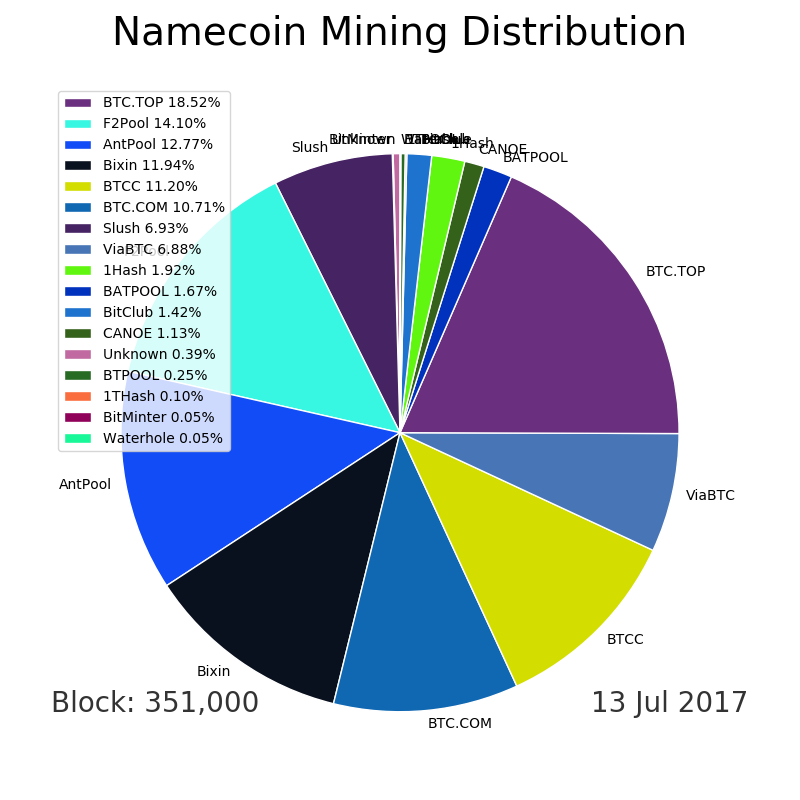 Namecoin Mining Distribution
BTC.TOP 18.52%
F2Pool 14.10%
AntPool 12.77%
Bixin 11.94%
BTCC 11.20%
BTC.COM 10.71%
Slush 6.93%
ViaBTC 6.88%
1Hash 1.92%
BATPOOL 1.67%
BitClub 1.42%
CANOE 1.13%
Unknown 0.39%
BTPOOL 0.25%
1THash 0.10%
BitMinter 0.05%
Waterhole 0.05%
Slush
1Hash
CANOE
BATPOOL
BTC.TOP
ViaBTC
BTCC
BTC.COM
Bixin
AntPool
Block: 351,000
13 Jul 2017